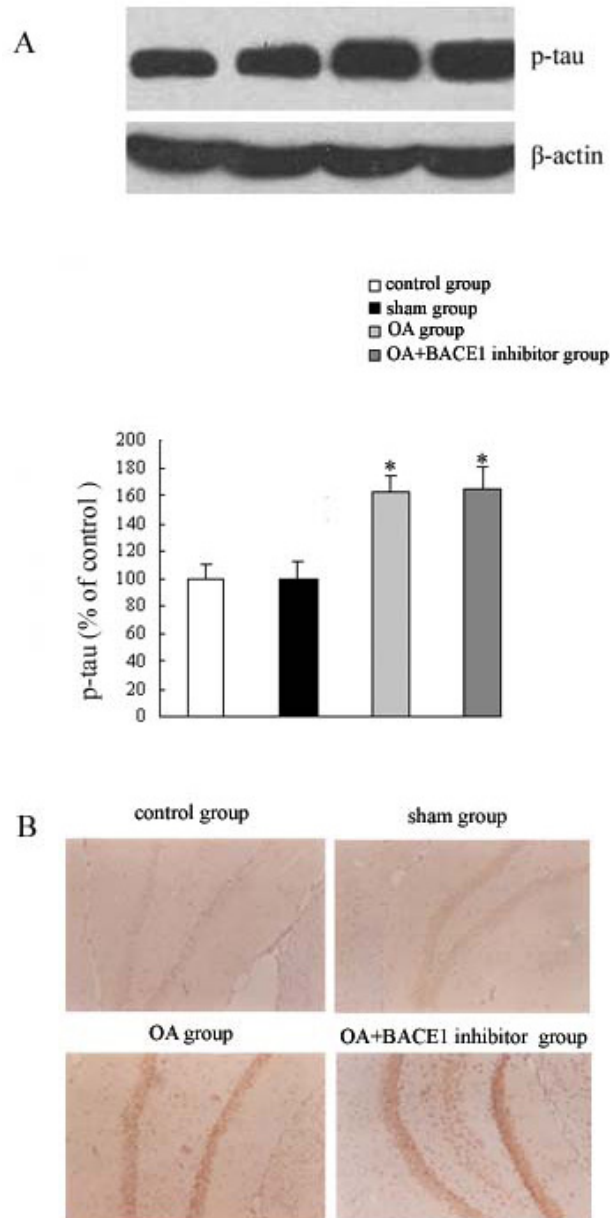 A
p-tau
β-actin
control group
sham group
OA group
OA+BACE1 inhibitor group
p-tau (% of control )
200
180
160
140
120
100
80
60
40
20
0
*
*
B
control group
sham group
OA group
OA+BACE1 inhibitor group